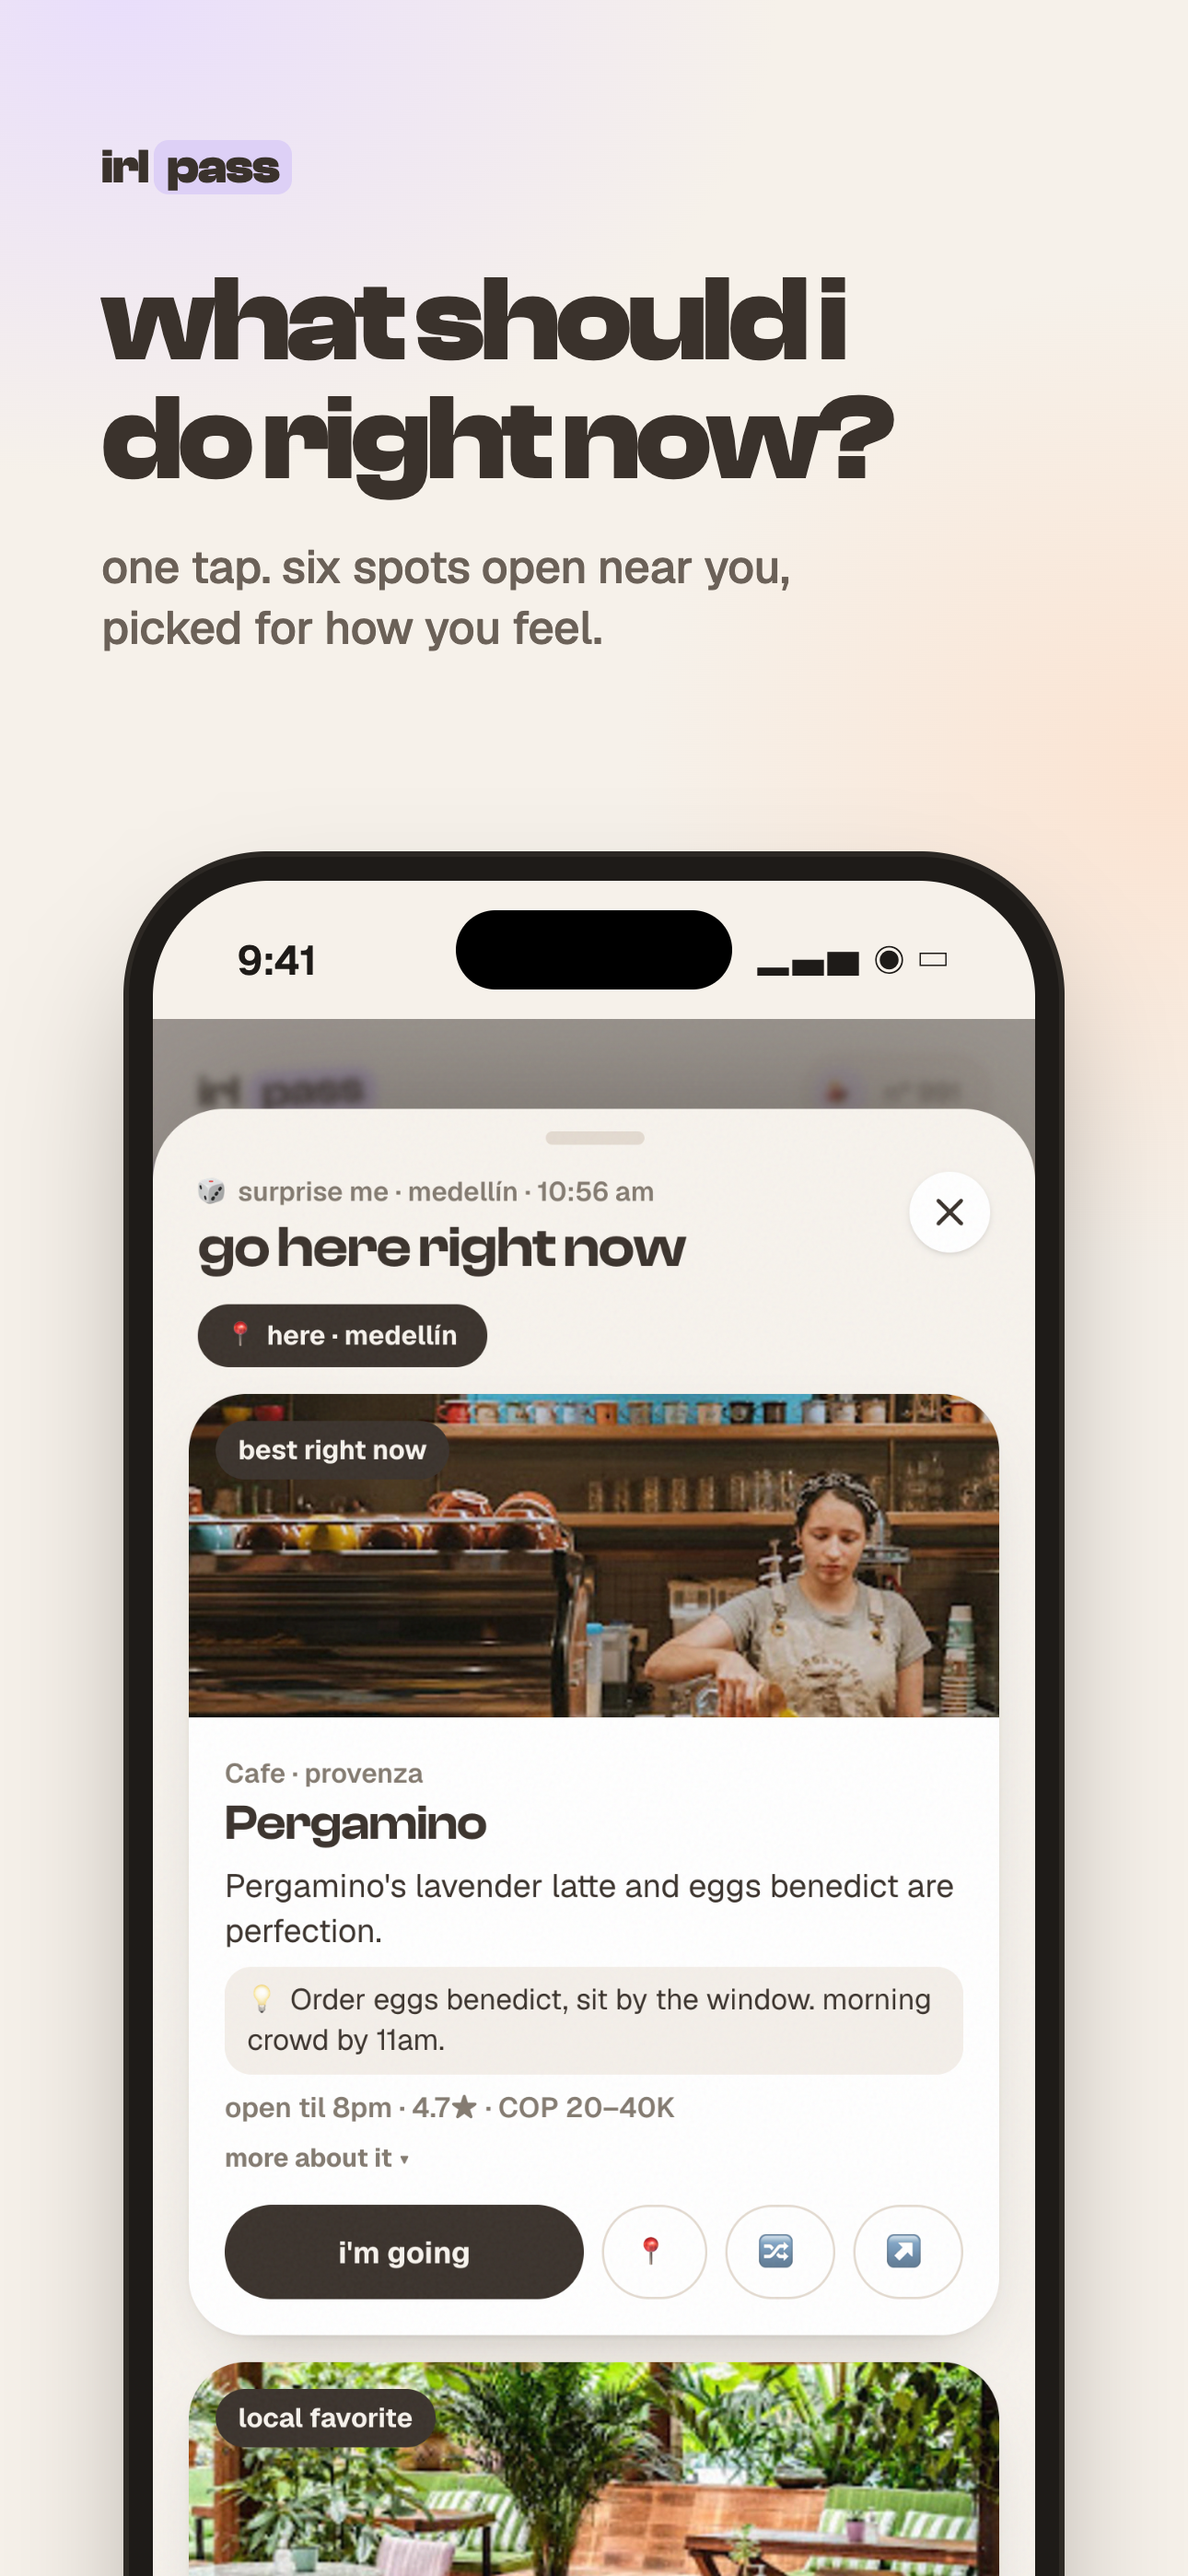 irl pass
what should i
do right now?
one tap. six spots open near you,
picked for how you feel.
9:41
irl pass
🎲 surprise me · medellín · 10:56 am
go here right now
📍 here · medellín
best right now
Cafe · provenza
Pergamino
Pergamino's lavender latte and eggs benedict are
perfection.
💡 Order eggs benedict, sit by the window. morning
crowd by 11am.
open til 8pm · 4.7★ · COP 20–40K
more about it ▾
i'm going
local favorite